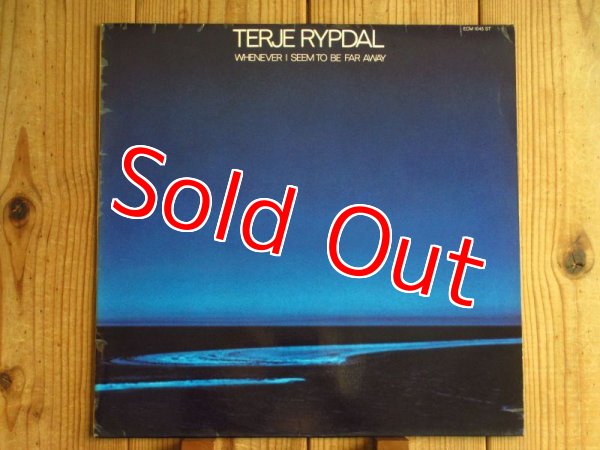 TERJE RYPDAL
ECM 1045 ST
WHENEVER I SEEM TO BE FAR AWAY
Sold Out